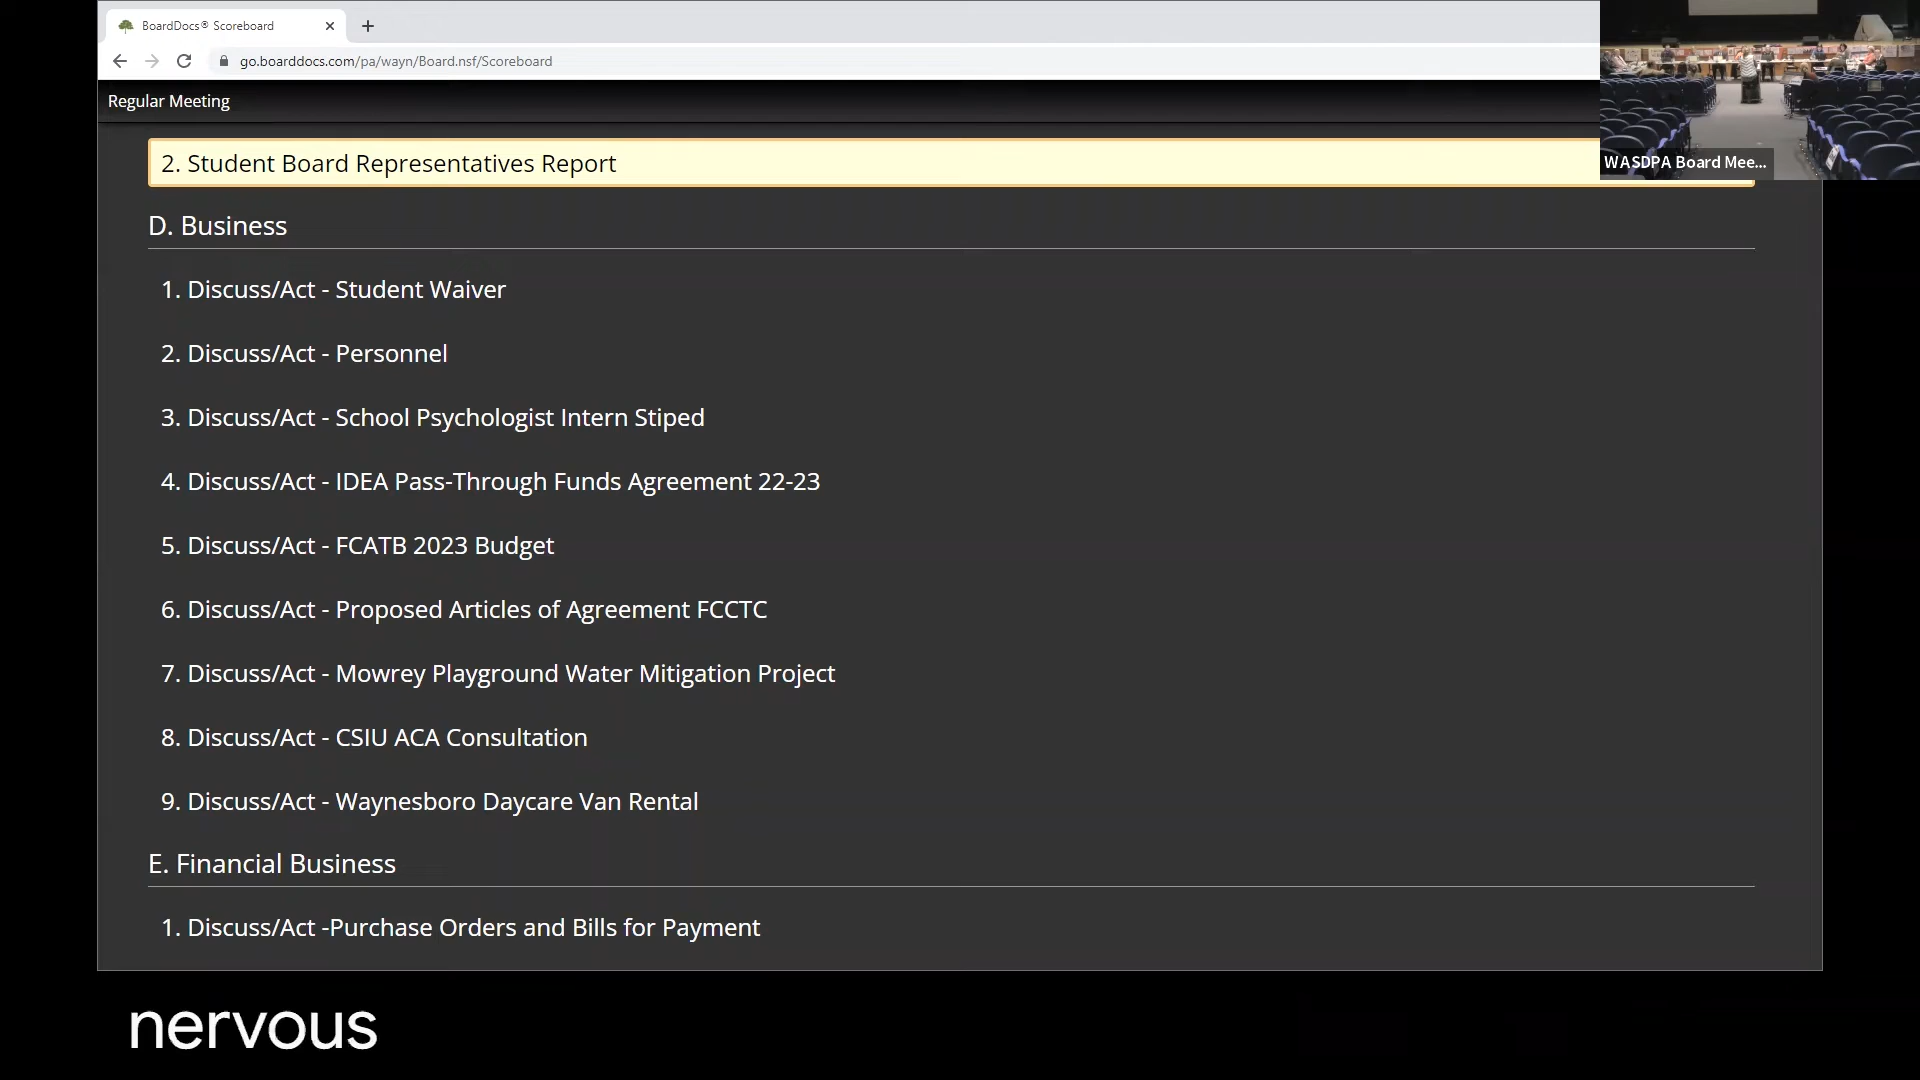 BoardDocs® Scoreboard
go.boarddocs.com/pa/wayn/Board.nsf/Scoreboard
Regular Meeting
WASDPA Board Mee...
2. Student Board Representatives Report
D. Business
1. Discuss/Act - Student Waiver
2. Discuss/Act - Personnel
3. Discuss/Act - School Psychologist Intern Stiped
4. Discuss/Act - IDEA Pass-Through Funds Agreement 22-23
5. Discuss/Act - FCATB 2023 Budget
6. Discuss/Act - Proposed Articles of Agreement FCCTC
7. Discuss/Act - Mowrey Playground Water Mitigation Project
8. Discuss/Act - CSIU ACA Consultation
9. Discuss/Act - Waynesboro Daycare Van Rental
E. Financial Business
1. Discuss/Act -Purchase Orders and Bills for Payment
nervous